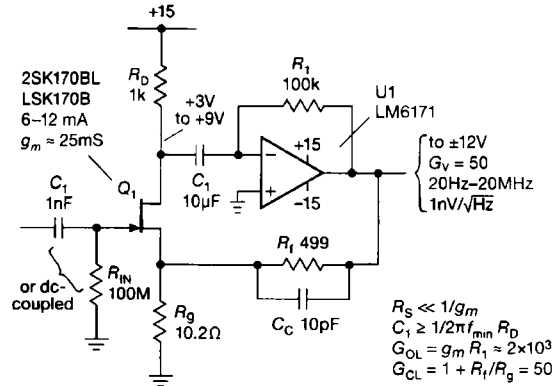 +15
R_D
1k
2SK170BL
LSK170B
6–12 mA
g_m ≈ 25mS
+3V
to +9V
R_1
100k
U1
LM6171
+15
−
+
−15
C_1
10μF
to ±12V
G_V = 50
20Hz–20MHz
1nV/√Hz
Q_1
C_1
1nF
or dc-
coupled
R_IN
100M
R_f 499
C_C 10pF
R_g
10.2Ω
R_S ≪ 1/g_m
C_1 ≥ 1/2πf_min R_D
G_OL = g_m R_1 ≈ 2×10³
G_CL = 1 + R_f/R_g = 50